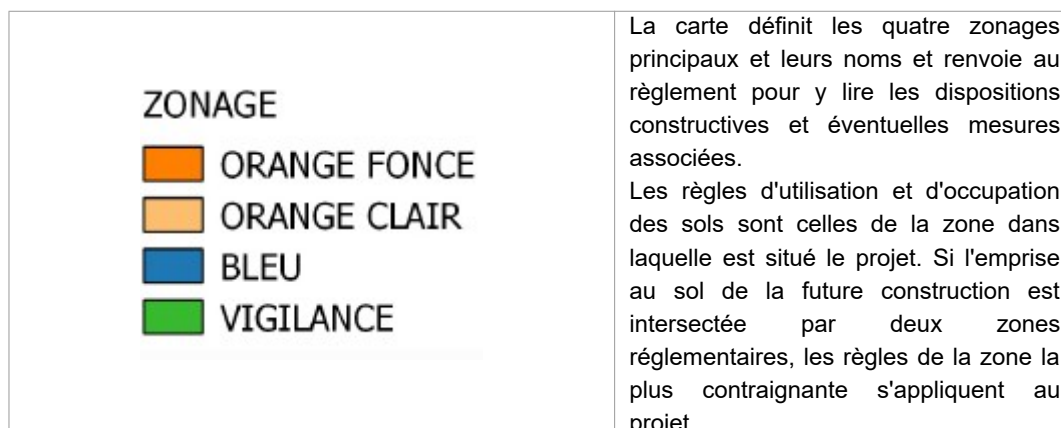 ZONAGE
ORANGE FONCE
ORANGE CLAIR
BLEU
VIGILANCE
La carte définit les quatre zonages
principaux et leurs noms et renvoie au
règlement pour y lire les dispositions
constructives et éventuelles mesures
associées.
Les règles d'utilisation et d'occupation
des sols sont celles de la zone dans
laquelle est situé le projet. Si l'emprise
au sol de la future construction est
intersectée par deux zones
réglementaires, les règles de la zone la
plus contraignante s'appliquent au
projet